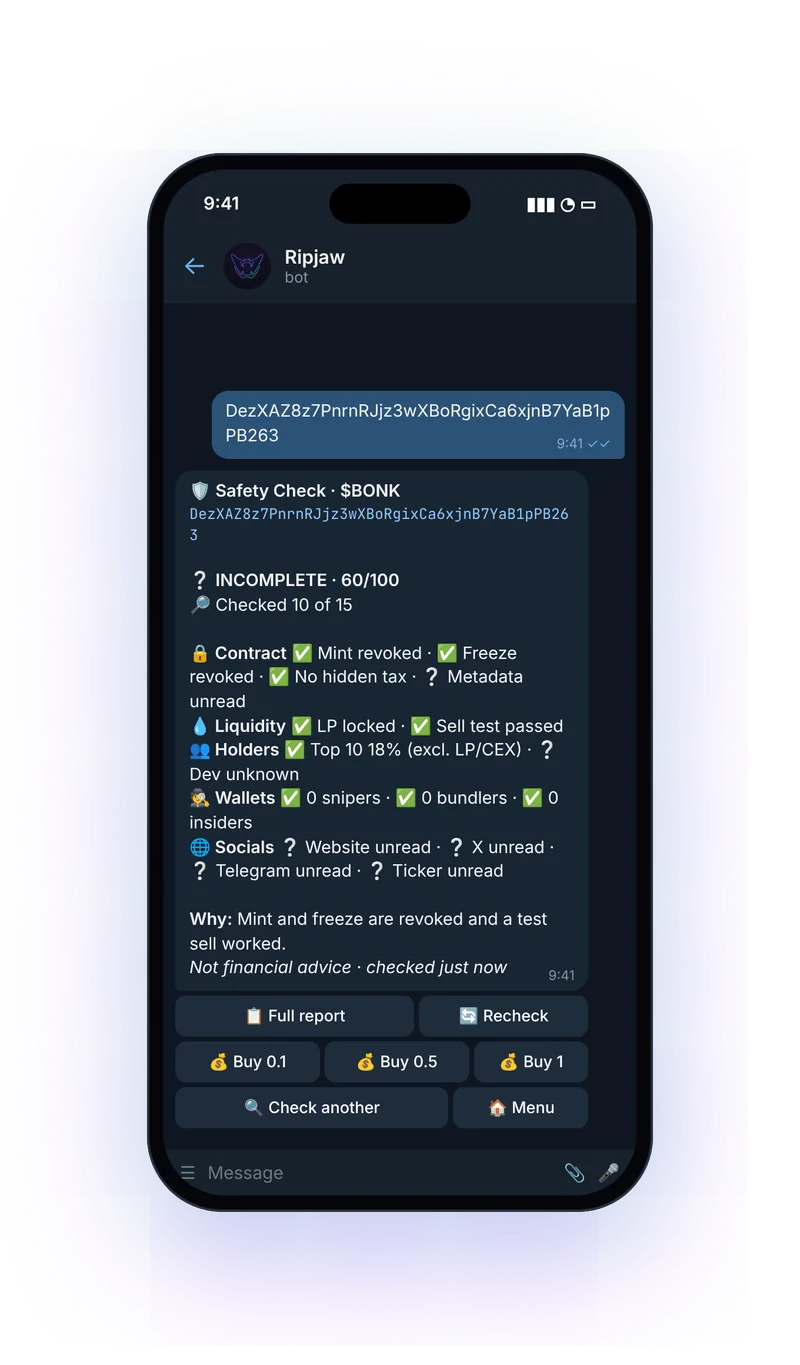 9:41
Ripjaw
bot
DezXAZ8z7PnrnRJjz3wXBoRgixCa6xjnB7YaB1p
PB263
9:41 ✓✓
🛡️ Safety Check · $BONK
DezXAZ8z7PnrnRJjz3wXBoRgixCa6xjnB7YaB1pPB26
3
❔ INCOMPLETE · 60/100
🔎 Checked 10 of 15
🔒 Contract ✅ Mint revoked · ✅ Freeze
revoked · ✅ No hidden tax · ❔ Metadata
unread
💧 Liquidity ✅ LP locked · ✅ Sell test passed
👥 Holders ✅ Top 10 18% (excl. LP/CEX) · ❔
Dev unknown
🕵️ Wallets ✅ 0 snipers · ✅ 0 bundlers · ✅ 0
insiders
🌐 Socials ❔ Website unread · ❔ X unread ·
❔ Telegram unread · ❔ Ticker unread
Why: Mint and freeze are revoked and a test
sell worked.
Not financial advice · checked just now
9:41
📋 Full report
🔄 Recheck
💰 Buy 0.1
💰 Buy 0.5
💰 Buy 1
🔍 Check another
🏠 Menu
☰ Message